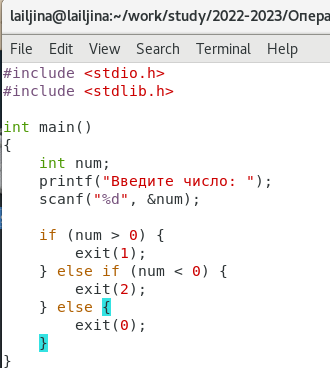 lailjina@lailjina:~/work/study/2022-2023/Опера
File Edit View Search Terminal Help
#include <stdio.h>
#include <stdlib.h>

int main()
{
    int num;
    printf("Введите число: ");
    scanf("%d", &num);

    if (num > 0) {
        exit(1);
    } else if (num < 0) {
        exit(2);
    } else {
        exit(0);
    }
}